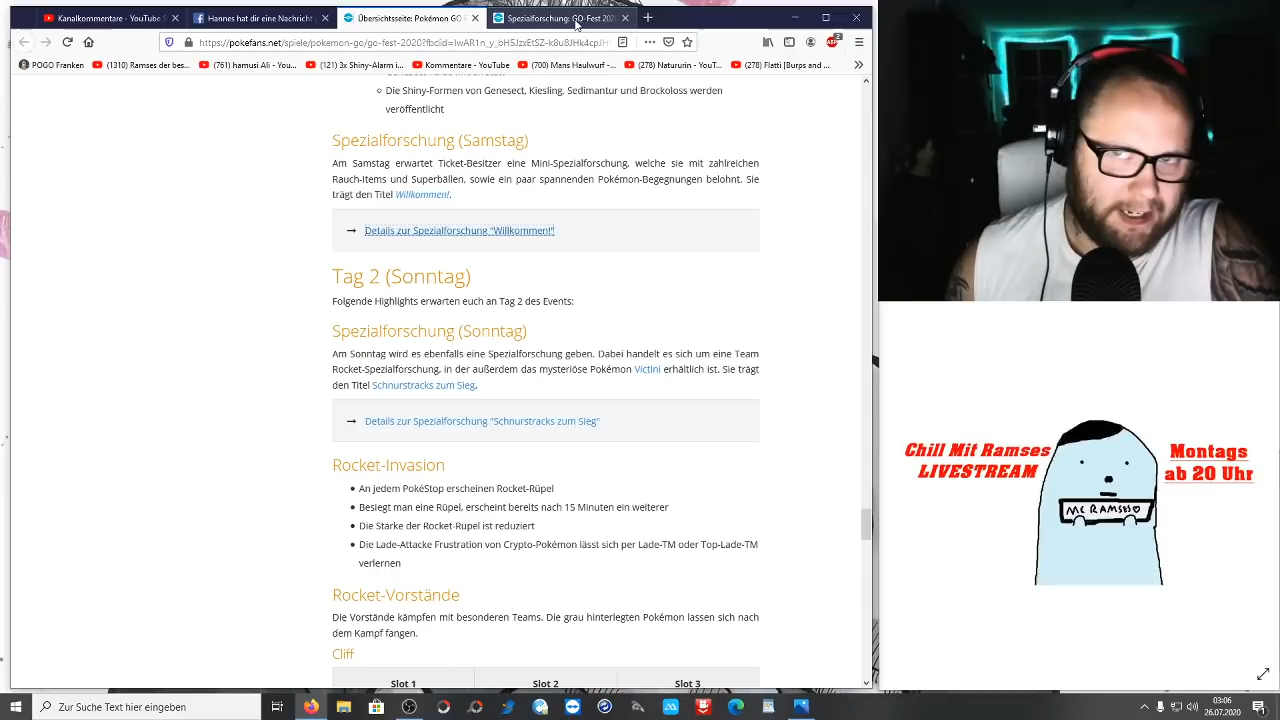 Kanalkommentare - YouTube S
Hannes hat dir eine Nachricht
Übersichtseite: Pokémon GO F
Spezialforschung: GO-Fest 2020
https://pokefans.net/spiele/pokemon-go/go-fest-2020?fbclid=IwAR1n_y_bH5JzxEtSZ-k8u8JHk4cpJH
2
ABP
POGO Franken
(1310) Ramses der bes...
(761) hamusi Ali - You...
(121) 3x Shiny-Alarm i...
Kommentare - YouTube
(700) Mans Haulwurf -...
(278) Natururin - YouT...
(278) Flatti [Burps and ...
Die Shiny-Formen von Genesect, Kiesling, Sedimantur und Brockoloss werden
veröffentlicht
Spezialforschung (Samstag)
Am Samstag erwartet Ticket-Besitzer eine Mini-Spezialforschung, welche sie mit zahlreichen
Rauch-Items und Superbällen, sowie ein paar spannenden Pokémon-Begegnungen belohnt. Sie
trägt den Titel Willkommen!.
→ Details zur Spezialforschung "Willkommen!"
Tag 2 (Sonntag)
Folgende Highlights erwarten euch an Tag 2 des Events:
Spezialforschung (Sonntag)
Am Sonntag wird es ebenfalls eine Spezialforschung geben. Dabei handelt es sich um eine Team
Rocket-Spezialforschung, in der außerdem das mysteriöse Pokémon Victini erhältlich ist. Sie trägt
den Titel Schnurstracks zum Sieg.
→ Details zur Spezialforschung "Schnurstracks zum Sieg"
Rocket-Invasion
An jedem PokéStop erscheinen Rocket-Rüpel
Besiegt man eine Rüpel, erscheint bereits nach 15 Minuten ein weiterer
Die Stärke der Rocket-Rüpel ist reduziert
Die Lade-Attacke Frustration von Crypto-Pokémon lässt sich per Lade-TM oder Top-Lade-TM
verlernen
Rocket-Vorstände
Die Vorstände kämpfen mit besonderen Teams. Die grau hinterlegten Pokémon lassen sich nach
dem Kampf fangen.
Cliff
Slot 1 Slot 2 Slot 3
Chill Mit Ramses
LIVESTREAM
Montags
ab 20 Uhr
MC RAMSES
Zur Suche Text hier eingeben
03:06
26.07.2020